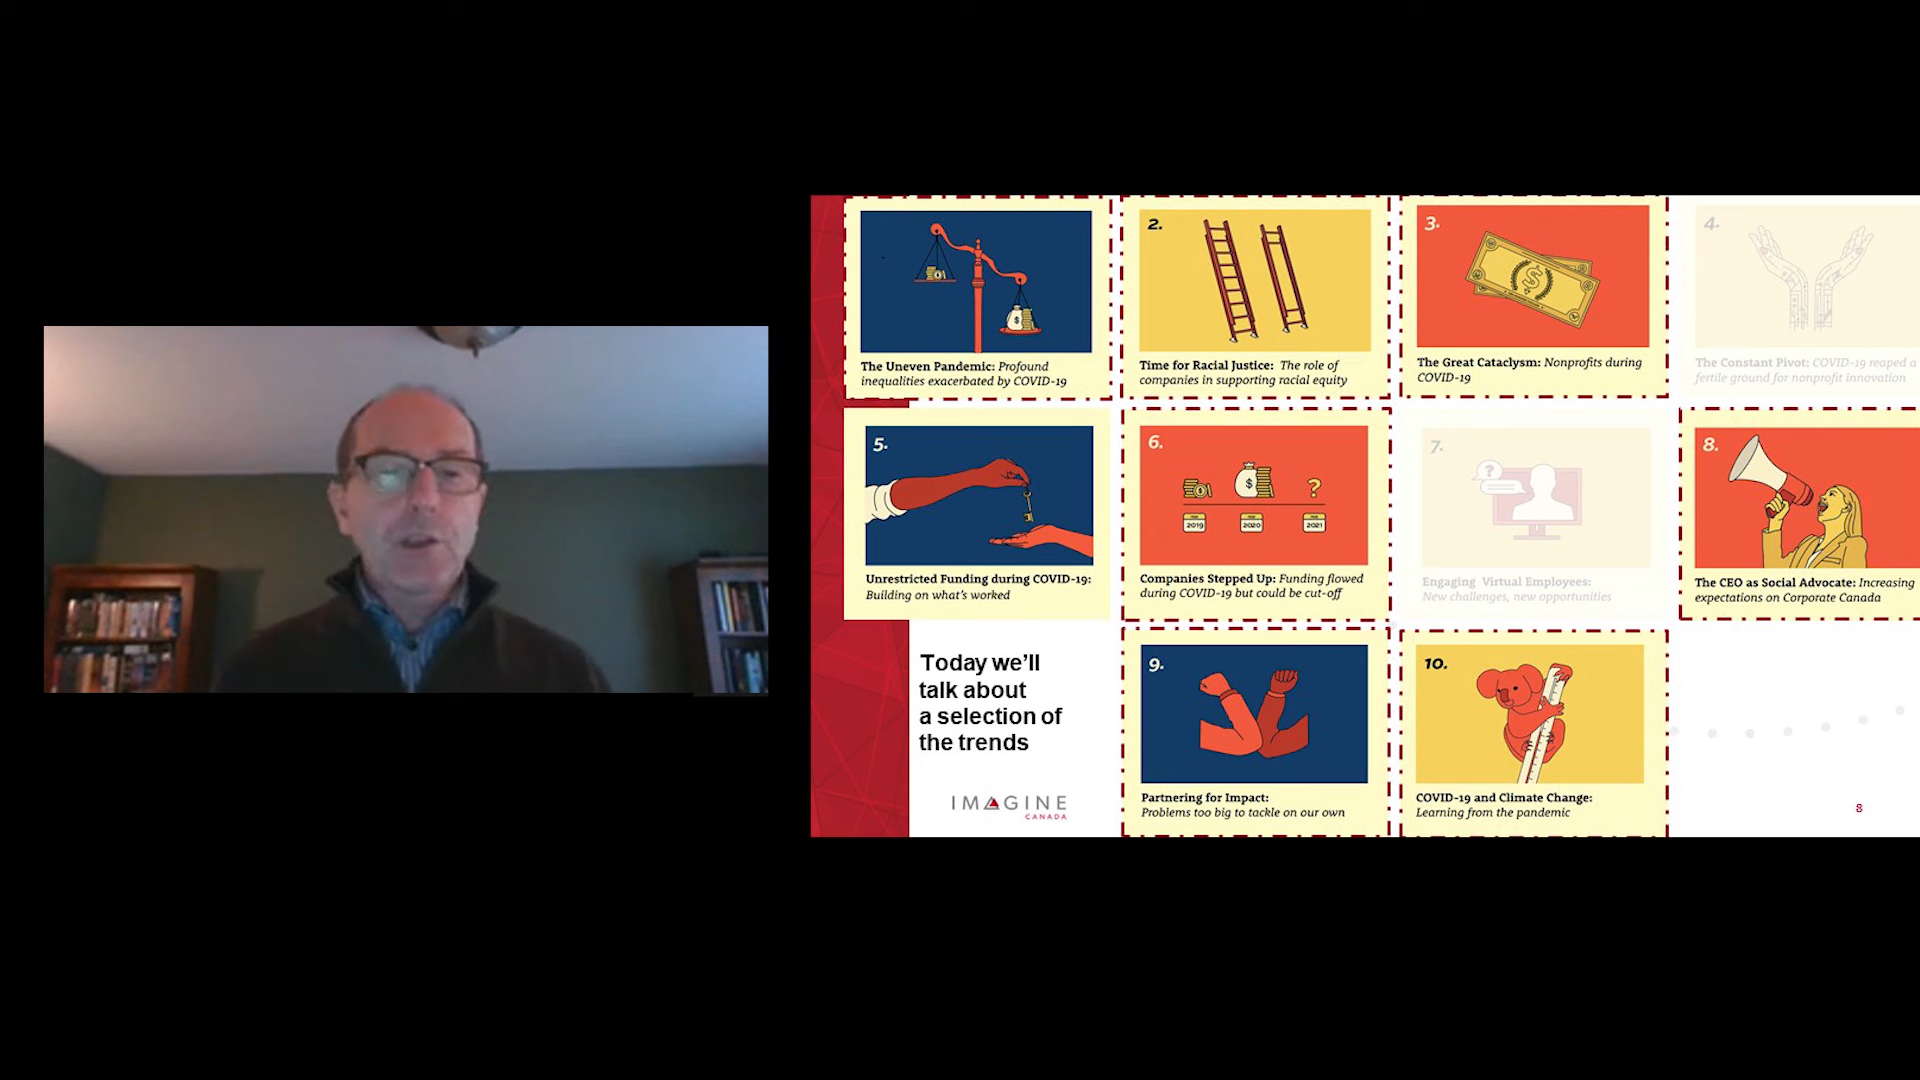 The Uneven Pandemic: Profound
inequalities exacerbated by COVID-19
2.
Time for Racial Justice: The role of
companies in supporting racial equity
3.
The Great Cataclysm: Nonprofits during
COVID-19
4.
The Constant Pivot: COVID-19 reaped a
fertile ground for nonprofit innovation
5.
Unrestricted Funding during COVID-19:
Building on what's worked
6.
$
?
2019 2020 2021
Companies Stepped Up: Funding flowed
during COVID-19 but could be cut-off
7.
?
Engaging Virtual Employees:
New challenges, new opportunities
8.
The CEO as Social Advocate: Increasing
expectations on Corporate Canada
Today we'll
talk about
a selection of
the trends
IMAGINE
CANADA
9.
Partnering for Impact:
Problems too big to tackle on our own
10.
COVID-19 and Climate Change:
Learning from the pandemic
8